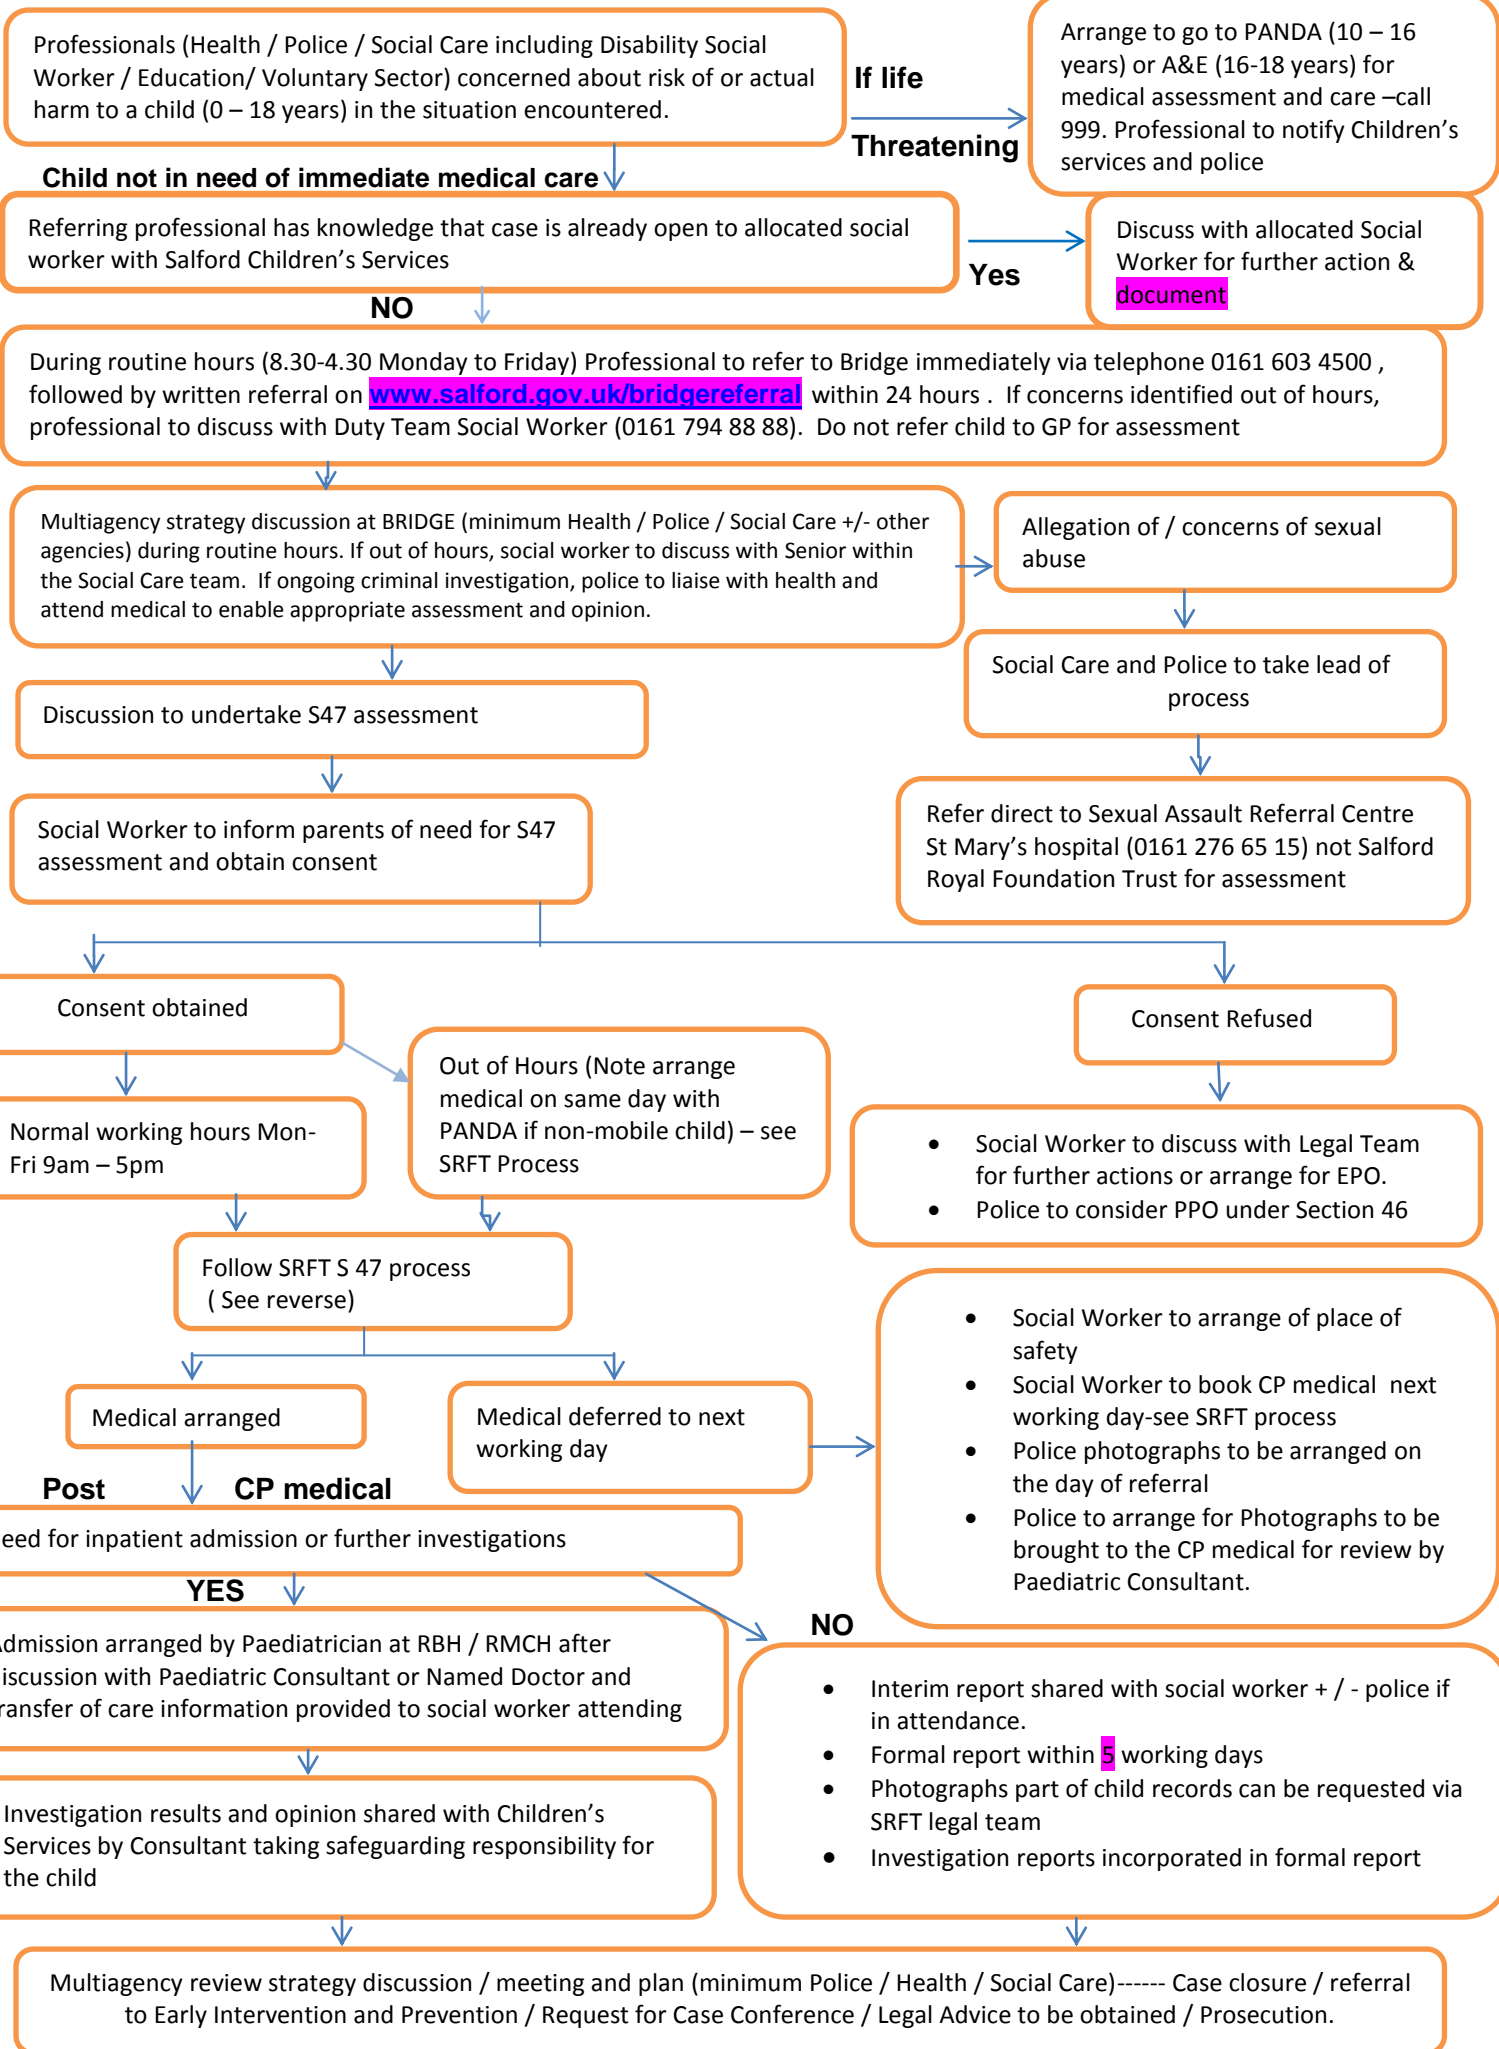 Professionals (Health / Police / Social Care including Disability Social
Worker / Education/ Voluntary Sector) concerned about risk of or actual
harm to a child (0 – 18 years) in the situation encountered.
If life
Threatening
Arrange to go to PANDA (10 – 16
years) or A&E (16-18 years) for
medical assessment and care –call
999. Professional to notify Children's
services and police
Child not in need of immediate medical care
Referring professional has knowledge that case is already open to allocated social
worker with Salford Children's Services
Yes
Discuss with allocated Social
Worker for further action &
document
NO
During routine hours (8.30-4.30 Monday to Friday) Professional to refer to Bridge immediately via telephone 0161 603 4500 ,
followed by written referral on www.salford.gov.uk/bridgereferral within 24 hours . If concerns identified out of hours,
professional to discuss with Duty Team Social Worker (0161 794 88 88). Do not refer child to GP for assessment
Multiagency strategy discussion at BRIDGE (minimum Health / Police / Social Care +/- other
agencies) during routine hours. If out of hours, social worker to discuss with Senior within
the Social Care team. If ongoing criminal investigation, police to liaise with health and
attend medical to enable appropriate assessment and opinion.
Allegation of / concerns of sexual
abuse
Social Care and Police to take lead of
process
Discussion to undertake S47 assessment
Refer direct to Sexual Assault Referral Centre
St Mary's hospital (0161 276 65 15) not Salford
Royal Foundation Trust for assessment
Social Worker to inform parents of need for S47
assessment and obtain consent
Consent obtained
Consent Refused
Out of Hours (Note arrange
medical on same day with
PANDA if non-mobile child) – see
SRFT Process
Normal working hours Mon-
Fri 9am – 5pm
• Social Worker to discuss with Legal Team
for further actions or arrange for EPO.
• Police to consider PPO under Section 46
Follow SRFT S 47 process
( See reverse)
Medical arranged
Medical deferred to next
working day
• Social Worker to arrange of place of
safety
• Social Worker to book CP medical next
working day-see SRFT process
• Police photographs to be arranged on
the day of referral
• Police to arrange for Photographs to be
brought to the CP medical for review by
Paediatric Consultant.
Post CP medical
eed for inpatient admission or further investigations
YES
NO
Admission arranged by Paediatrician at RBH / RMCH after
iscussion with Paediatric Consultant or Named Doctor and
ransfer of care information provided to social worker attending
• Interim report shared with social worker + / - police if
in attendance.
• Formal report within 5 working days
• Photographs part of child records can be requested via
SRFT legal team
• Investigation reports incorporated in formal report
Investigation results and opinion shared with Children's
Services by Consultant taking safeguarding responsibility for
the child
Multiagency review strategy discussion / meeting and plan (minimum Police / Health / Social Care)------ Case closure / referral
to Early Intervention and Prevention / Request for Case Conference / Legal Advice to be obtained / Prosecution.